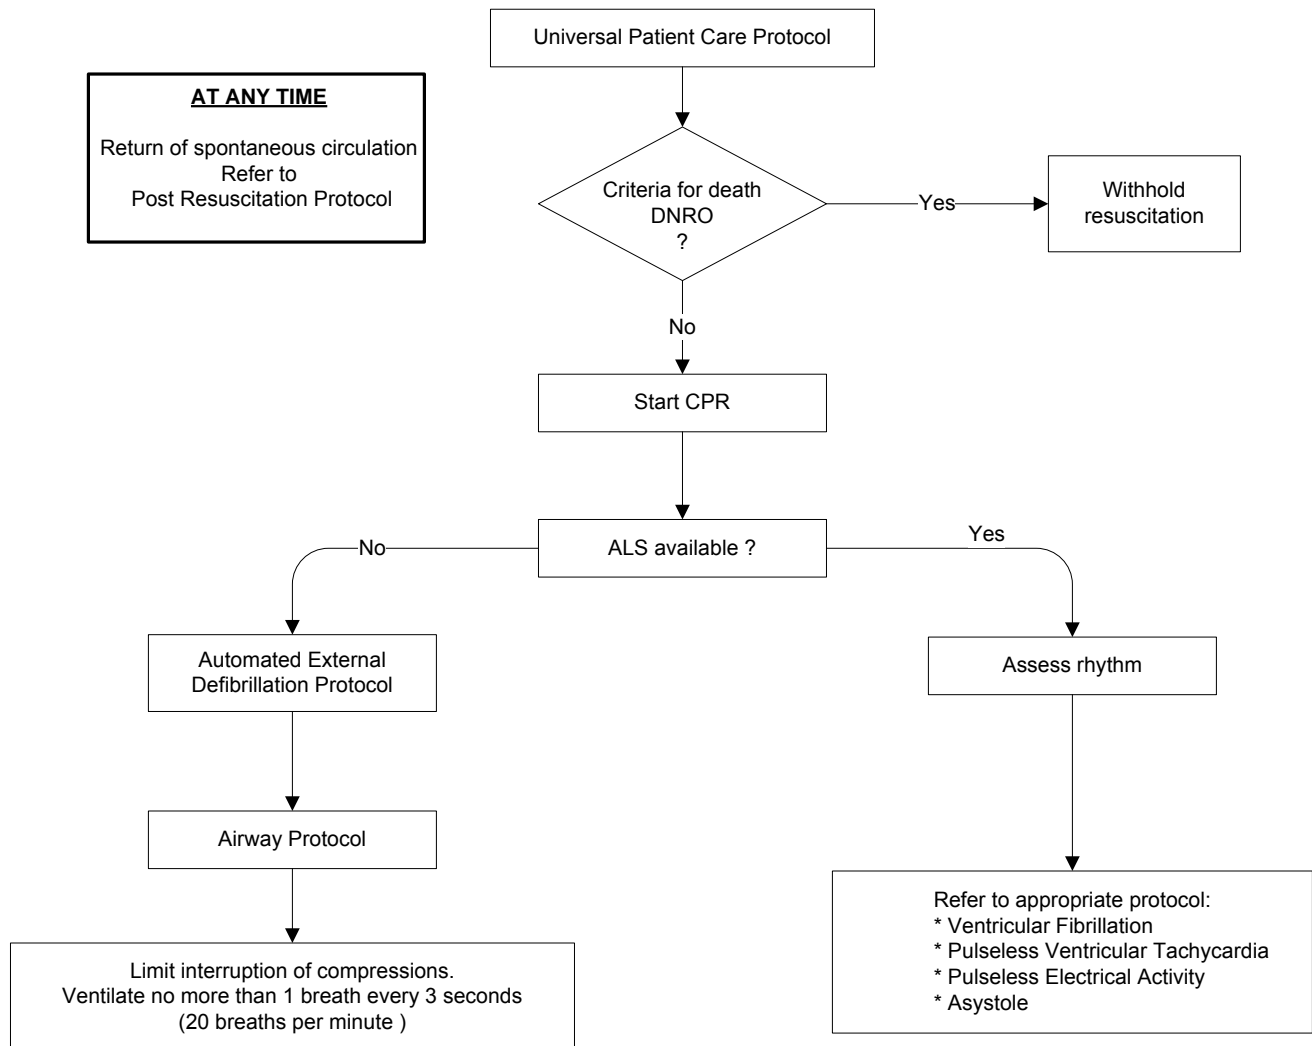 Universal Patient Care Protocol
AT ANY TIME
Return of spontaneous circulation
Refer to
Post Resuscitation Protocol
Criteria for death
DNRO
?
Yes
Withhold
resuscitation
No
Start CPR
ALS available ?
No
Yes
Automated External
Defibrillation Protocol
Assess rhythm
Airway Protocol
Limit interruption of compressions.
Ventilate no more than 1 breath every 3 seconds
(20 breaths per minute )
Refer to appropriate protocol:
* Ventricular Fibrillation
* Pulseless Ventricular Tachycardia
* Pulseless Electrical Activity
* Asystole